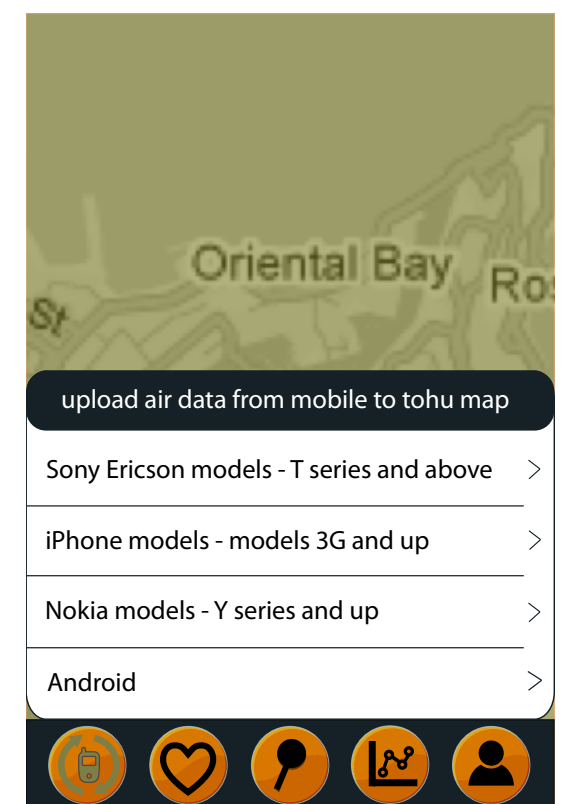 Oriental Bay
Ros
St
upload air data from mobile to tohu map
Sony Ericson models - T series and above
iPhone models - models 3G and up
Nokia models - Y series and up
Android